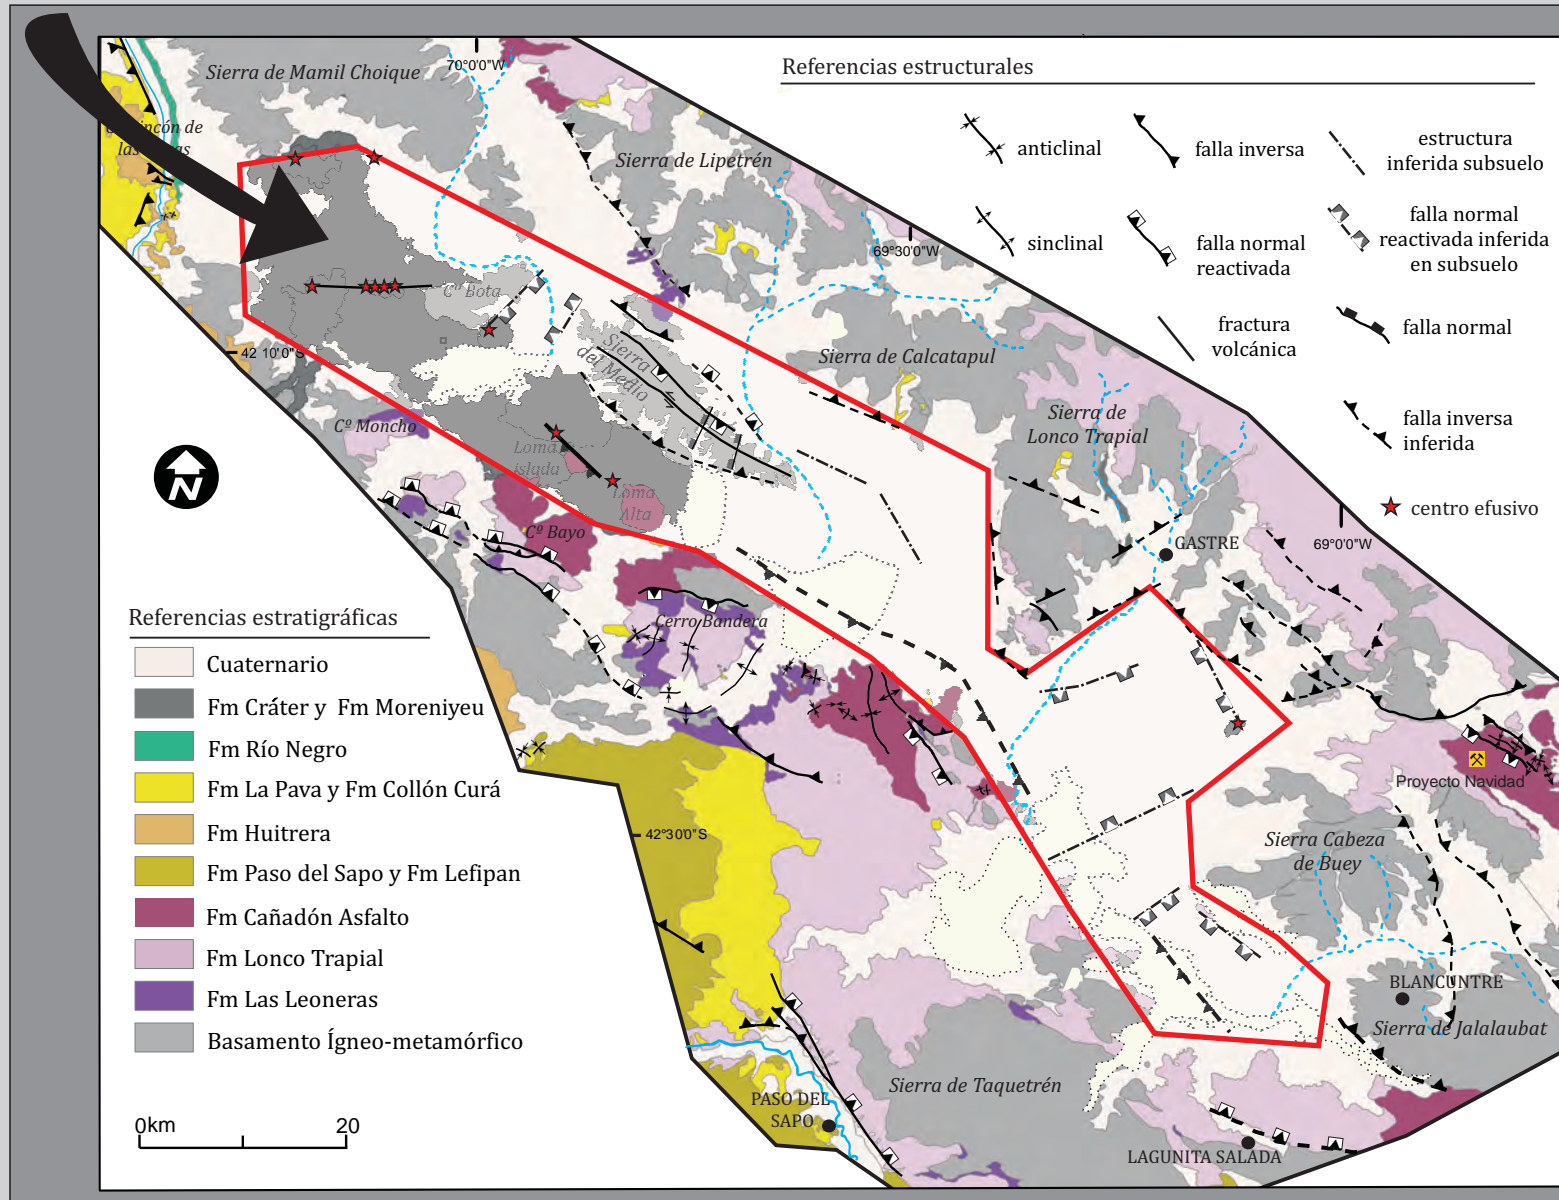 Referencias estructurales
anticlinal
falla inversa
estructura
inferida subsuelo
sinclinal
falla normal
reactivada
falla normal
reactivada inferida
en subsuelo
fractura
volcánica
falla normal
falla inversa
inferida
centro efusivo
Sierra de Mamil Choique
70°0'0"W
Sierra de Lipetrén
69°30'0"W
Cº Bota
42 10'0"S
Sierra
del Medio
Sierra de Calcatapul
Sierra de
Lonco Trapial
Cº Moncho
Loma
Loma
Alta
Cº Bayo
GASTRE
69°0'0"W
N
Cerro Bandera
Proyecto Navidad
42°30'0"S
Sierra Cabeza
de Buey
BLANCUNTRE
Sierra de Jalalaubat
Sierra de Taquetrén
PASO DEL
SAPO
LAGUNITA SALADA
Referencias estratigráficas
Cuaternario
Fm Cráter y Fm Moreniyeu
Fm Río Negro
Fm La Pava y Fm Collón Curá
Fm Huitrera
Fm Paso del Sapo y Fm Lefipan
Fm Cañadón Asfalto
Fm Lonco Trapial
Fm Las Leoneras
Basamento Ígneo-metamórfico
0km 20